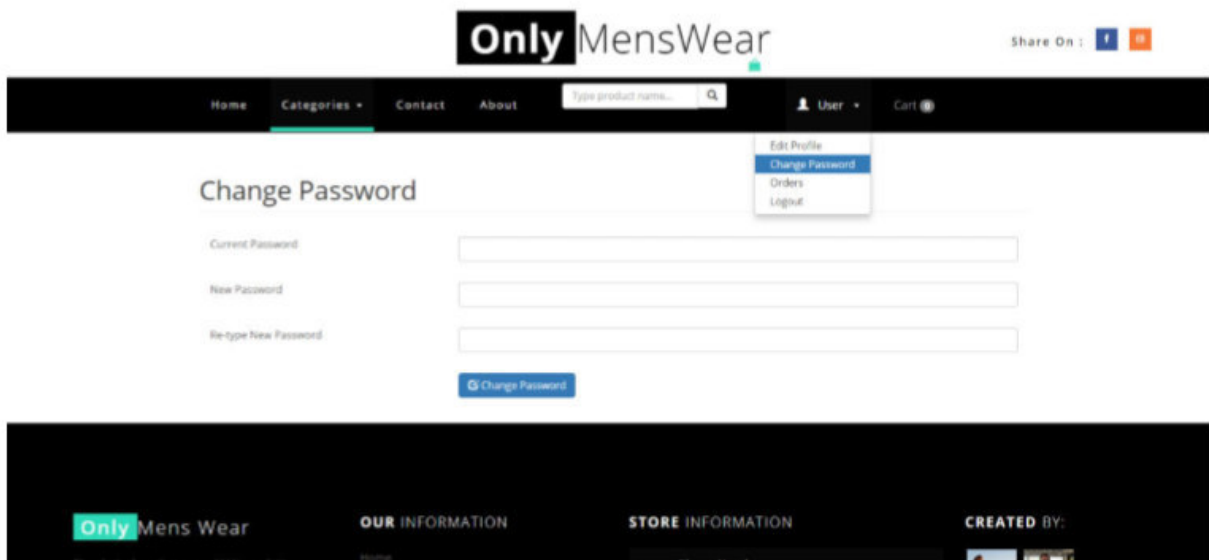 Only MensWear
Share On :
Home Categories Contact About Type product name... User Cart 0
Edit Profile
Change Password
Orders
Logout
Change Password
Current Password
New Password
Re-type New Password
Change Password
Only Mens Wear
OUR INFORMATION
STORE INFORMATION
CREATED BY:
Home